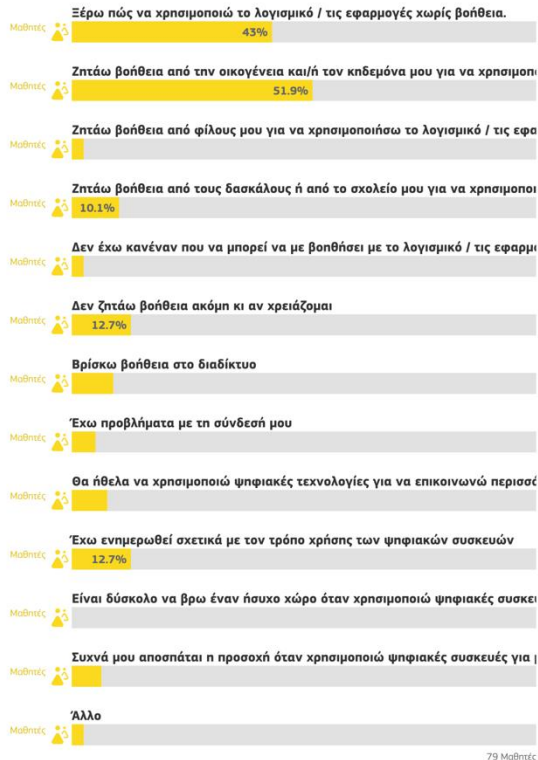 Ξέρω πώς να χρησιμοποιώ το λογισμικό / τις εφαρμογές χωρίς βοήθεια.
Μαθητές
43%
Ζητάω βοήθεια από την οικογένεια και/ή τον κηδεμόνα μου για να
Μαθητές
51.9%
Ζητάω βοήθεια από φίλους μου για να χρησιμοποιήσω το λογισμικό / τις
Μαθητές
Ζητάω βοήθεια από τους δασκάλους ή από το σχολείο μου για να
Μαθητές
10.1%
Δεν έχω κανέναν που να μπορεί να με βοηθήσει με το λογισμικό / τις
Μαθητές
Δεν ζητάω βοήθεια ακόμη κι αν χρειάζομαι
Μαθητές
12.7%
Βρίσκω βοήθεια στο διαδίκτυο
Μαθητές
Έχω προβλήματα με τη σύνδεσή μου
Μαθητές
Θα ήθελα να χρησιμοποιώ ψηφιακές τεχνολογίες για να επικοινωνώ
Μαθητές
Έχω ενημερωθεί σχετικά με τον τρόπο χρήσης των ψηφιακών συσκευών
Μαθητές
12.7%
Είναι δύσκολο να βρω έναν ήσυχο χώρο όταν χρησιμοποιώ ψηφιακές
Μαθητές
Συχνά μου αποσπάται η προσοχή όταν χρησιμοποιώ ψηφιακές συσκευές για
Μαθητές
Άλλο
Μαθητές
79 Μαθητές